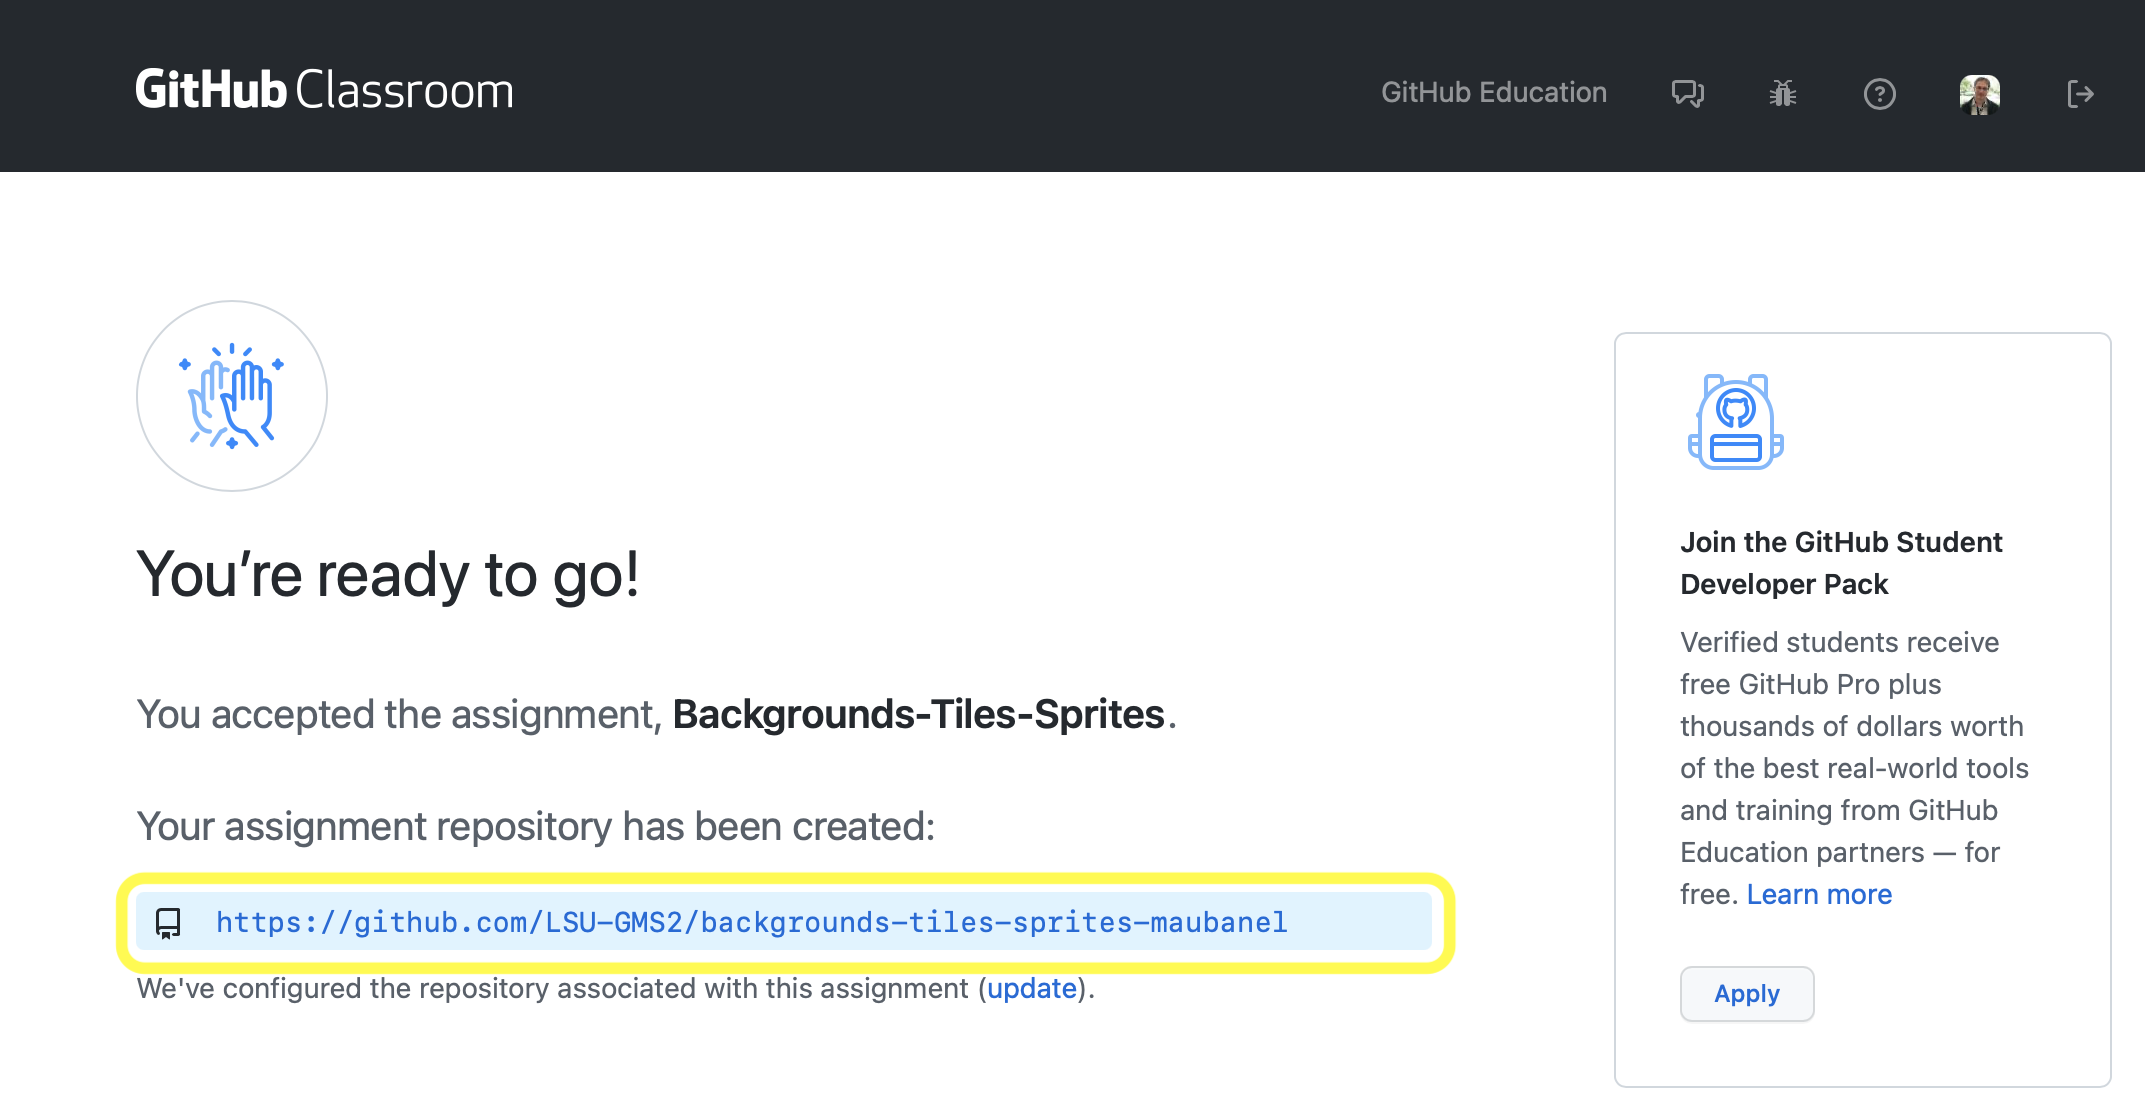 GitHub Classroom
GitHub Education
You’re ready to go!
You accepted the assignment, Backgrounds-Tiles-Sprites.
Your assignment repository has been created:
https://github.com/LSU-GMS2/backgrounds-tiles-sprites-maubanel
We've configured the repository associated with this assignment (update).
Join the GitHub Student
Developer Pack
Verified students receive
free GitHub Pro plus
thousands of dollars worth
of the best real-world tools
and training from GitHub
Education partners — for
free. Learn more
Apply